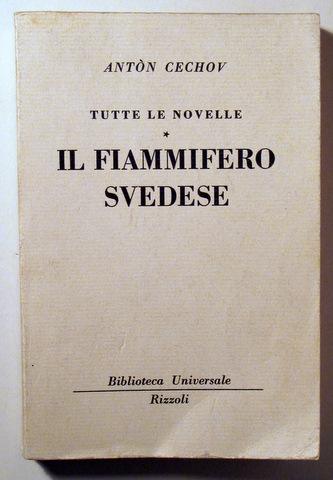 ANTÒN CECHOV
TUTTE LE NOVELLE
*
IL FIAMMIFERO
SVEDESE
Biblioteca Universale
Rizzoli